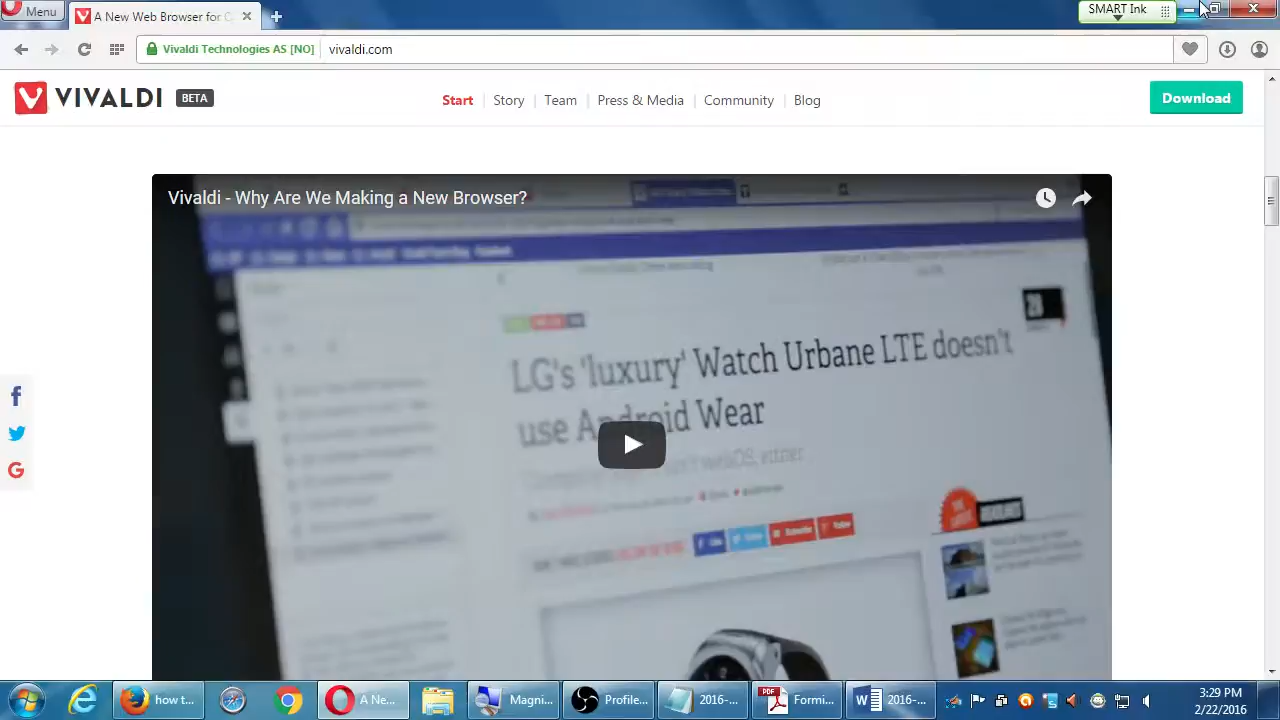 Menu
A New Web Browser for
SMART Ink
Vivaldi Technologies AS [NO]
vivaldi.com
VIVALDI
BETA
Start
Story
Team
Press & Media
Community
Blog
Download
Vivaldi - Why Are We Making a New Browser?
LG's 'luxury' Watch Urbane LTE doesn't
use Android Wear
how t...
A Ne...
Magni...
Profile...
2016-...
Formi...
2016-...
3:29 PM
2/22/2016